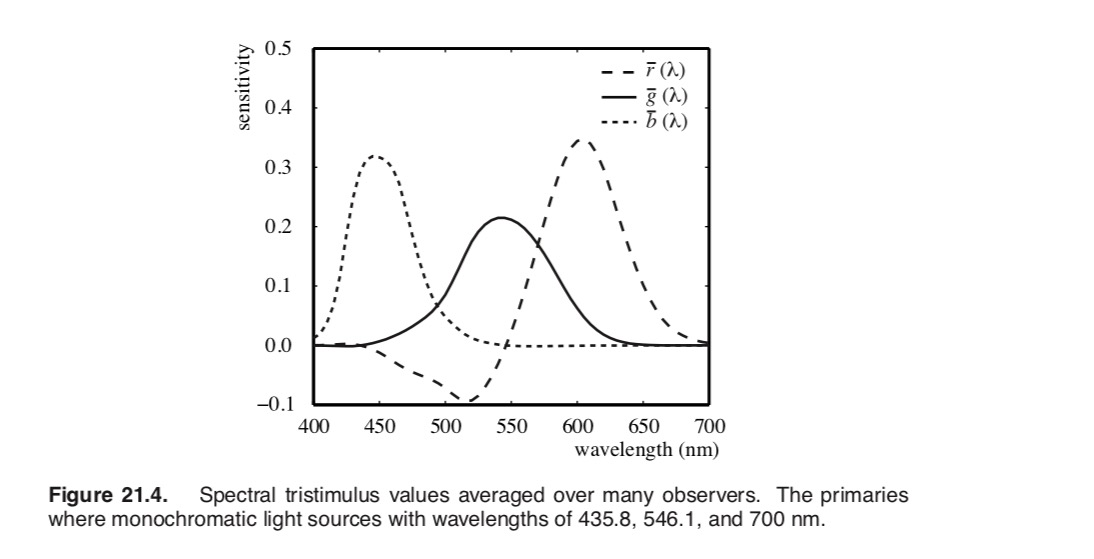 sensitivity
0.5
0.4
0.3
0.2
0.1
0.0
–0.1
r̄ (λ)
ḡ (λ)
b̄ (λ)
400 450 500 550 600 650 700
wavelength (nm)
Figure 21.4. Spectral tristimulus values averaged over many observers. The primaries
where monochromatic light sources with wavelengths of 435.8, 546.1, and 700 nm.